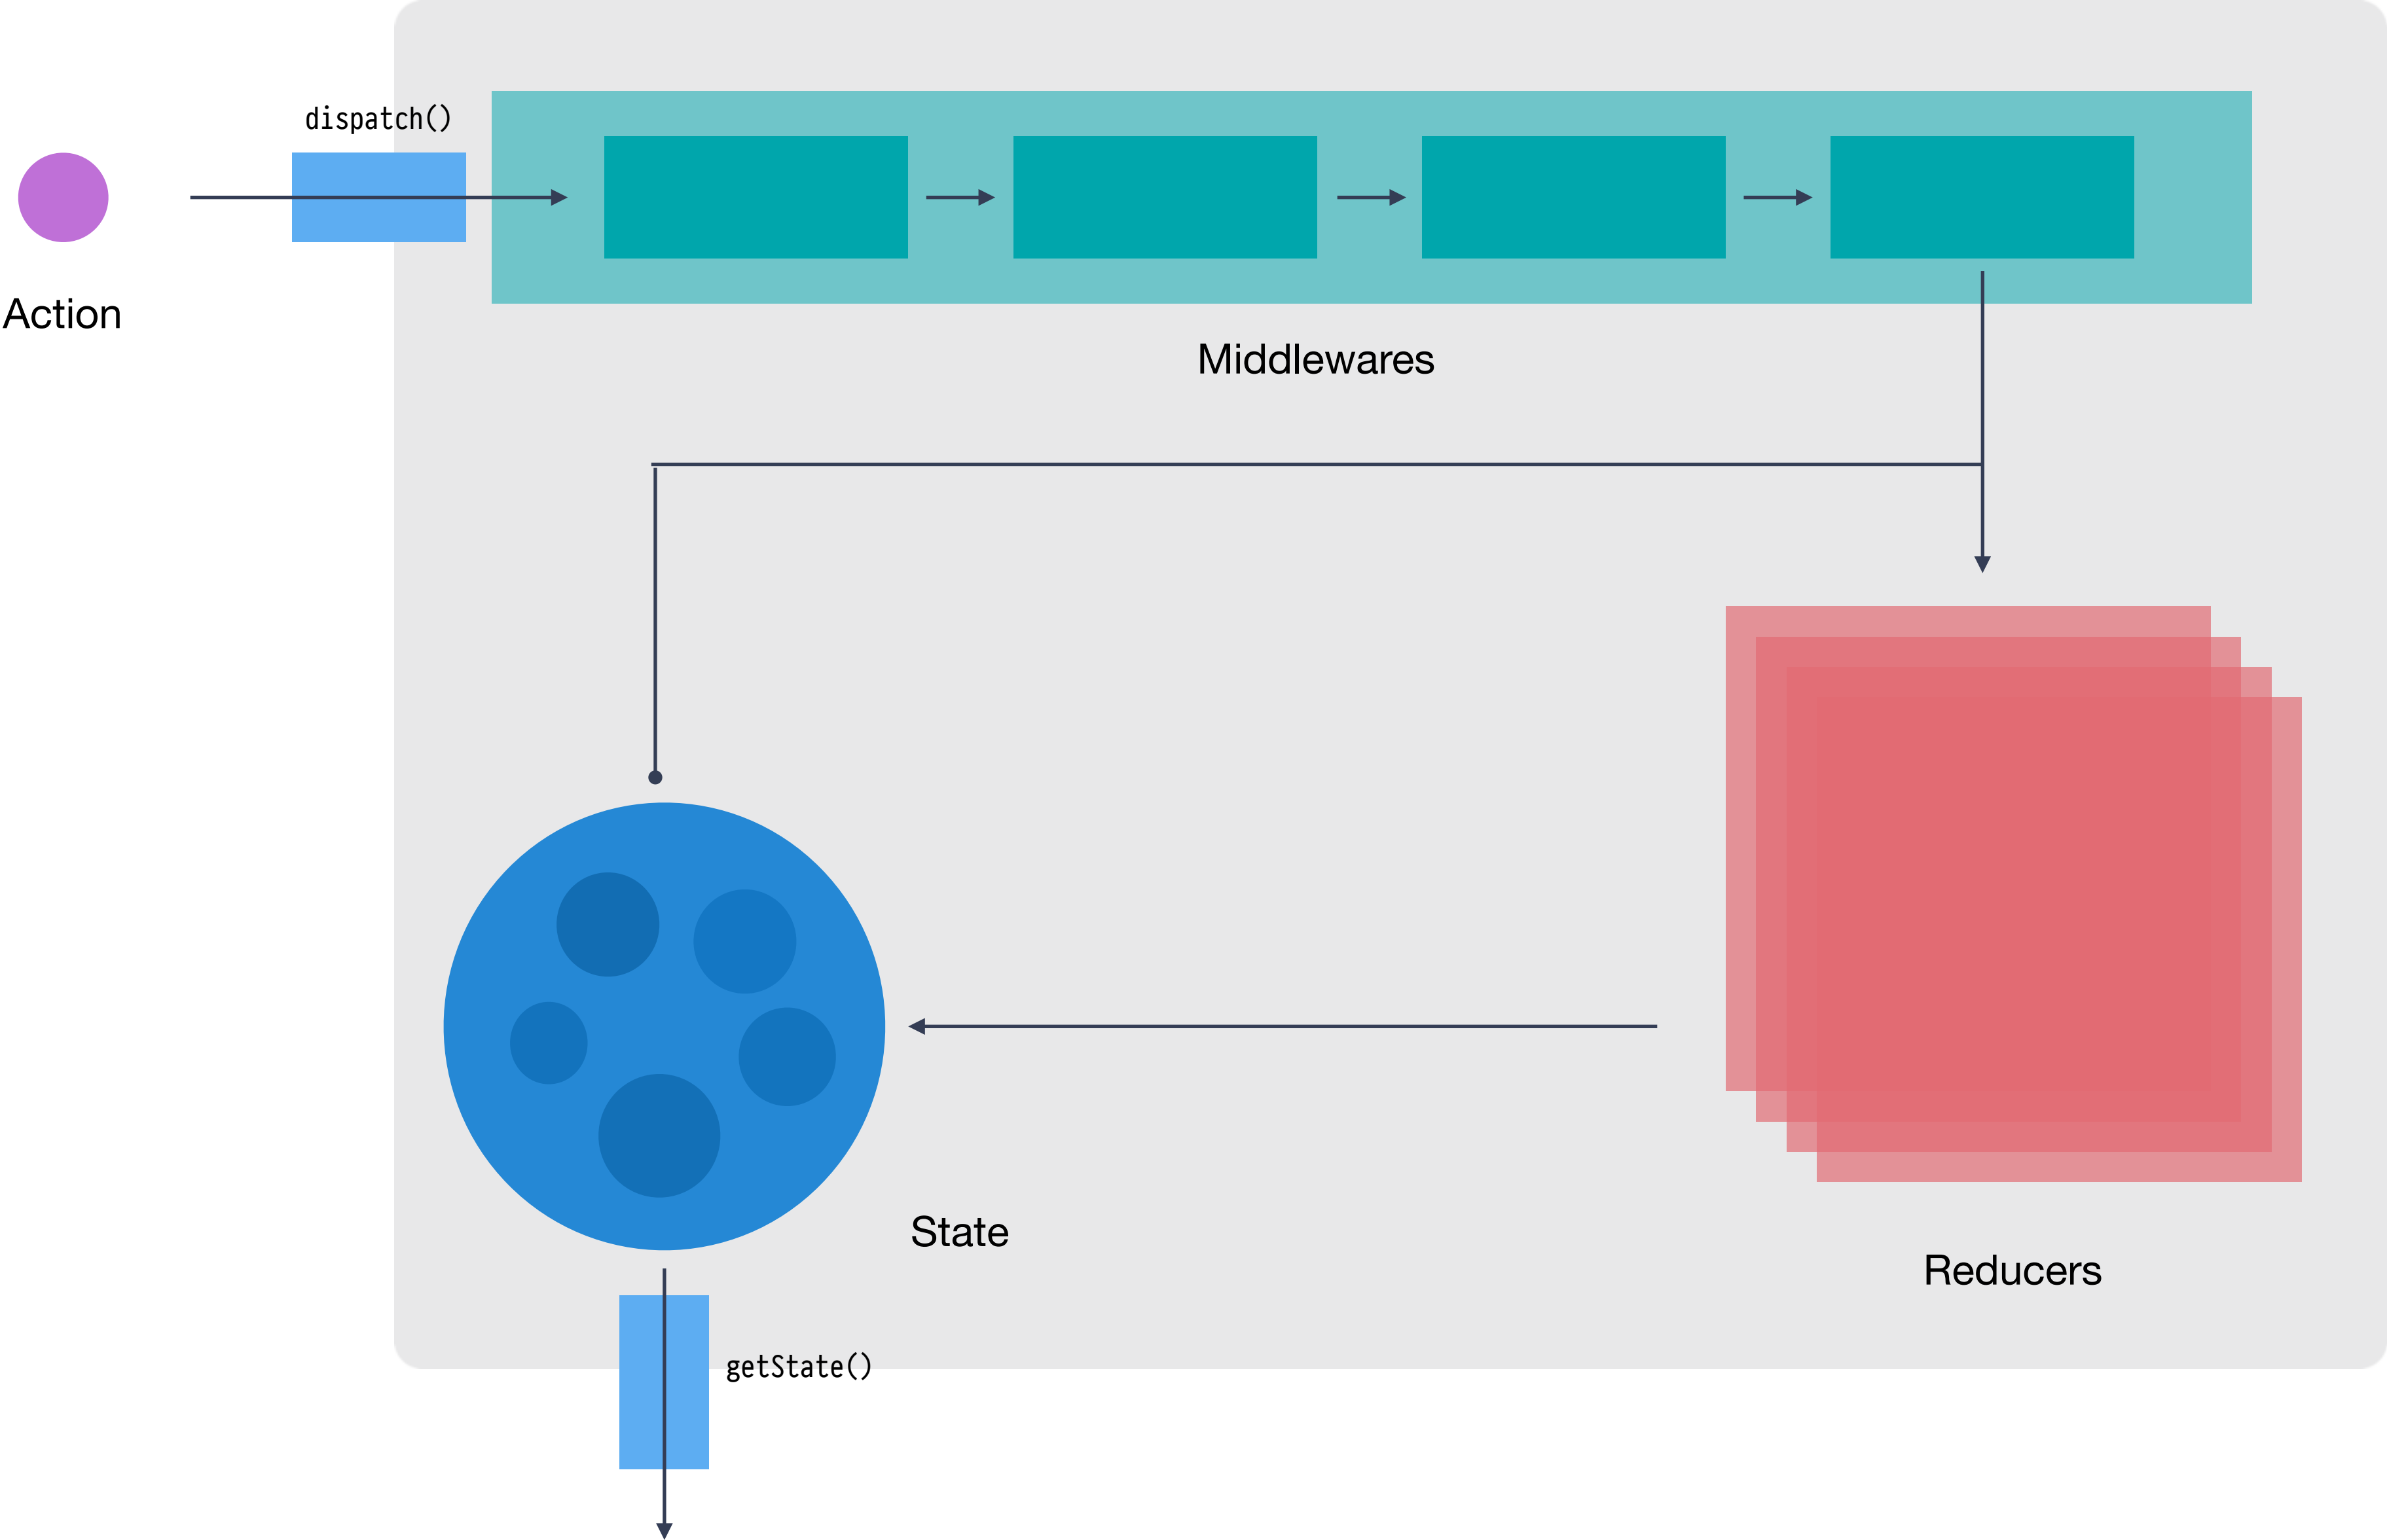 dispatch()
Action
Middlewares
State
Reducers
getState()